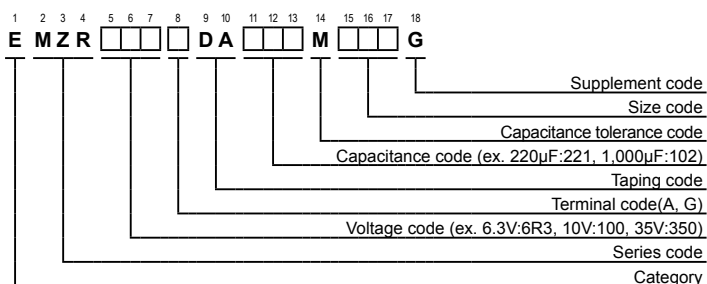 1 2 3 4 5 6 7 8 9 10 11 12 13 14 15 16 17 18
E M Z R D A M G
Supplement code
Size code
Capacitance tolerance code
Capacitance code (ex. 220μF:221, 1,000μF:102)
Taping code
Terminal code(A, G)
Voltage code (ex. 6.3V:6R3, 10V:100, 35V:350)
Series code
Category